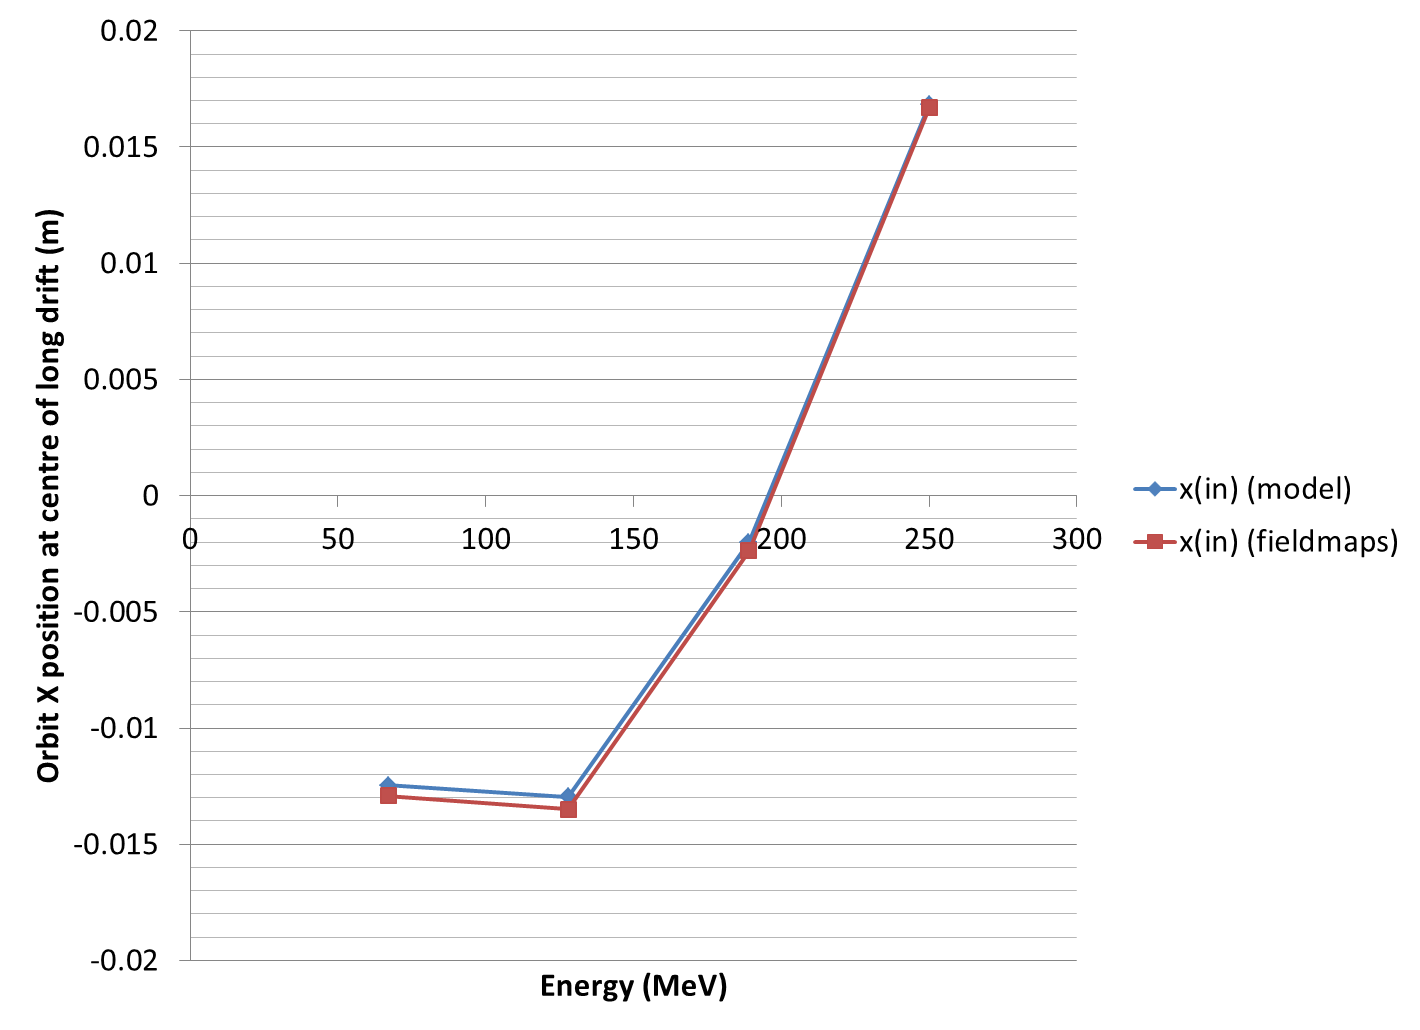 0.02
0.015
0.01
0.005
0
-0.005
-0.01
-0.015
-0.02
Orbit X position at centre of long drift (m)
0 50 100 150 200 250 300
Energy (MeV)
x(in) (model)
x(in) (fieldmaps)